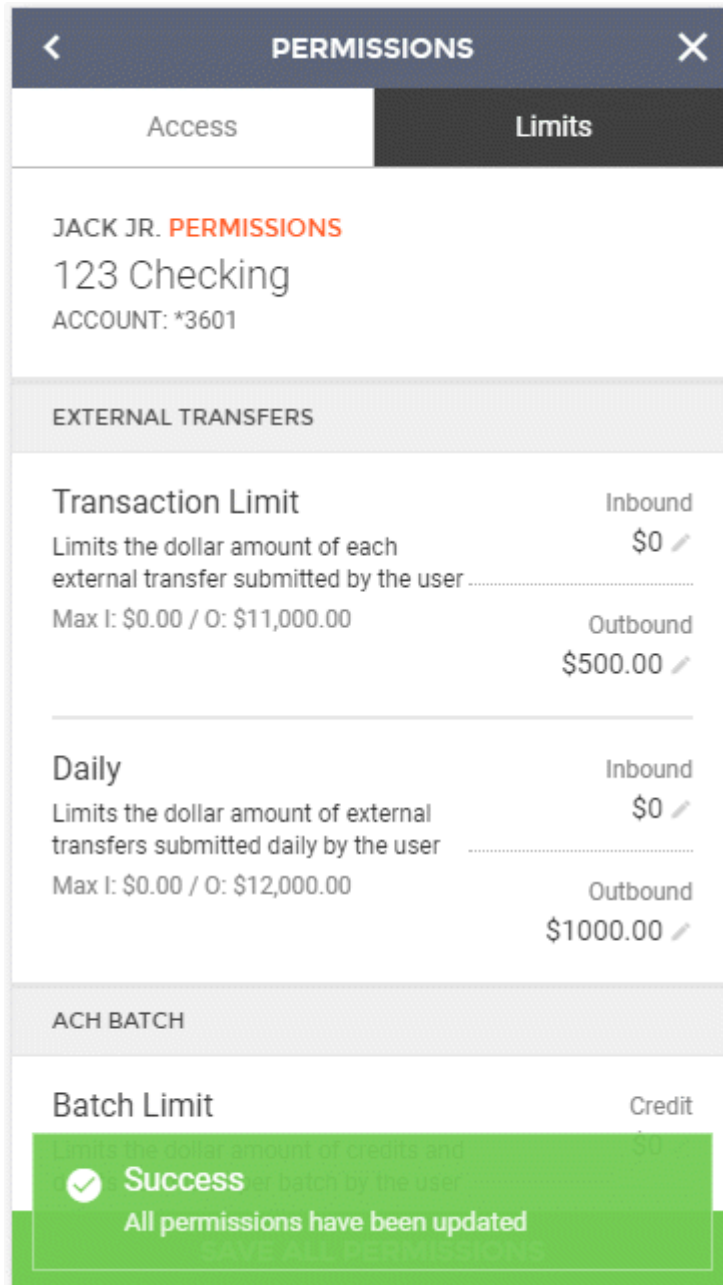 PERMISSIONS
Access
Limits
JACK JR. PERMISSIONS
123 Checking
ACCOUNT: *3601
EXTERNAL TRANSFERS
Transaction Limit
Inbound
Limits the dollar amount of each
$0
external transfer submitted by the user
Max I: $0.00 / O: $11,000.00
Outbound
$500.00
Daily
Inbound
Limits the dollar amount of external
$0
transfers submitted daily by the user
Max I: $0.00 / O: $12,000.00
Outbound
$1000.00
ACH BATCH
Batch Limit
Credit
Limits the dollar amount of credits and
$0
per batch by the user
Success
All permissions have been updated
SAVE ALL PERMISSIONS